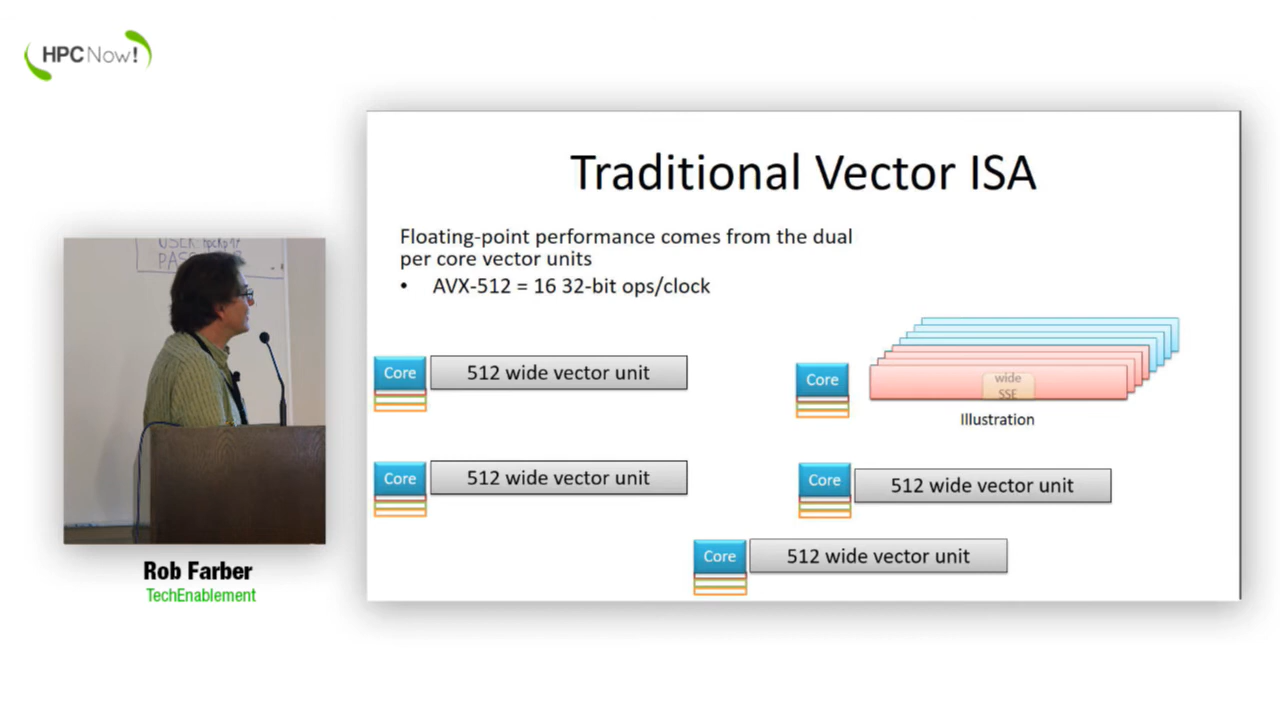 HPCNow!
Traditional Vector ISA
Floating-point performance comes from the dual
per core vector units
• AVX-512 = 16 32-bit ops/clock
Core
512 wide vector unit
Core
wide
SSE
Illustration
Core
512 wide vector unit
Core
512 wide vector unit
Core
512 wide vector unit
Rob Farber
TechEnablement